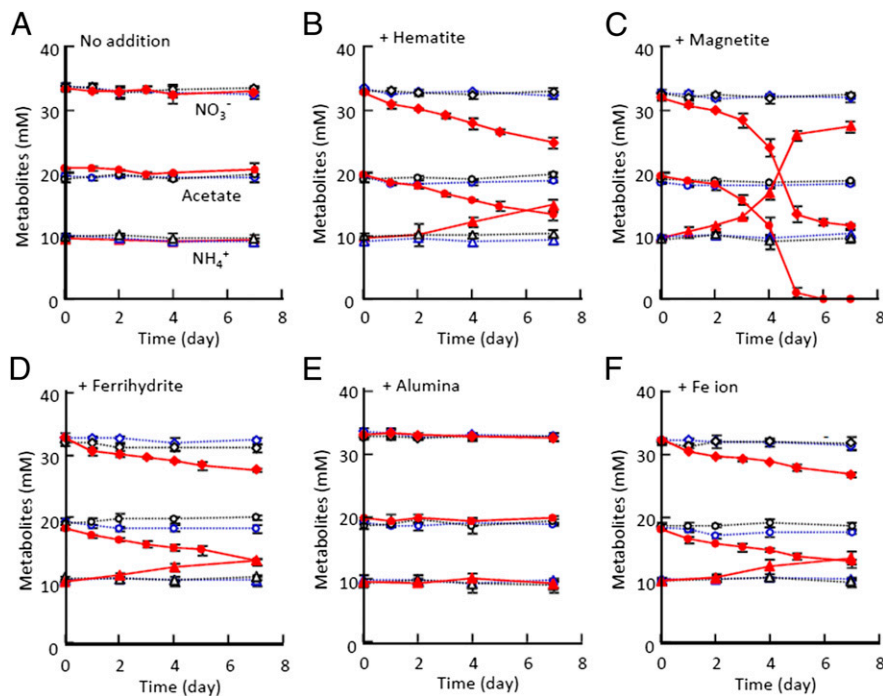 A
No addition
Metabolites (mM)
40
30
20
10
0
NO₃⁻
Acetate
NH₄⁺
0 2 4 6 8
Time (day)
B
+ Hematite
Metabolites (mM)
40
30
20
10
0
0 2 4 6 8
Time (day)
C
+ Magnetite
Metabolites (mM)
40
30
20
10
0
0 2 4 6 8
Time (day)
D
+ Ferrihydrite
Metabolites (mM)
40
30
20
10
0
0 2 4 6 8
Time (day)
E
+ Alumina
Metabolites (mM)
40
30
20
10
0
0 2 4 6 8
Time (day)
F
+ Fe ion
Metabolites (mM)
40
30
20
10
0
0 2 4 6 8
Time (day)